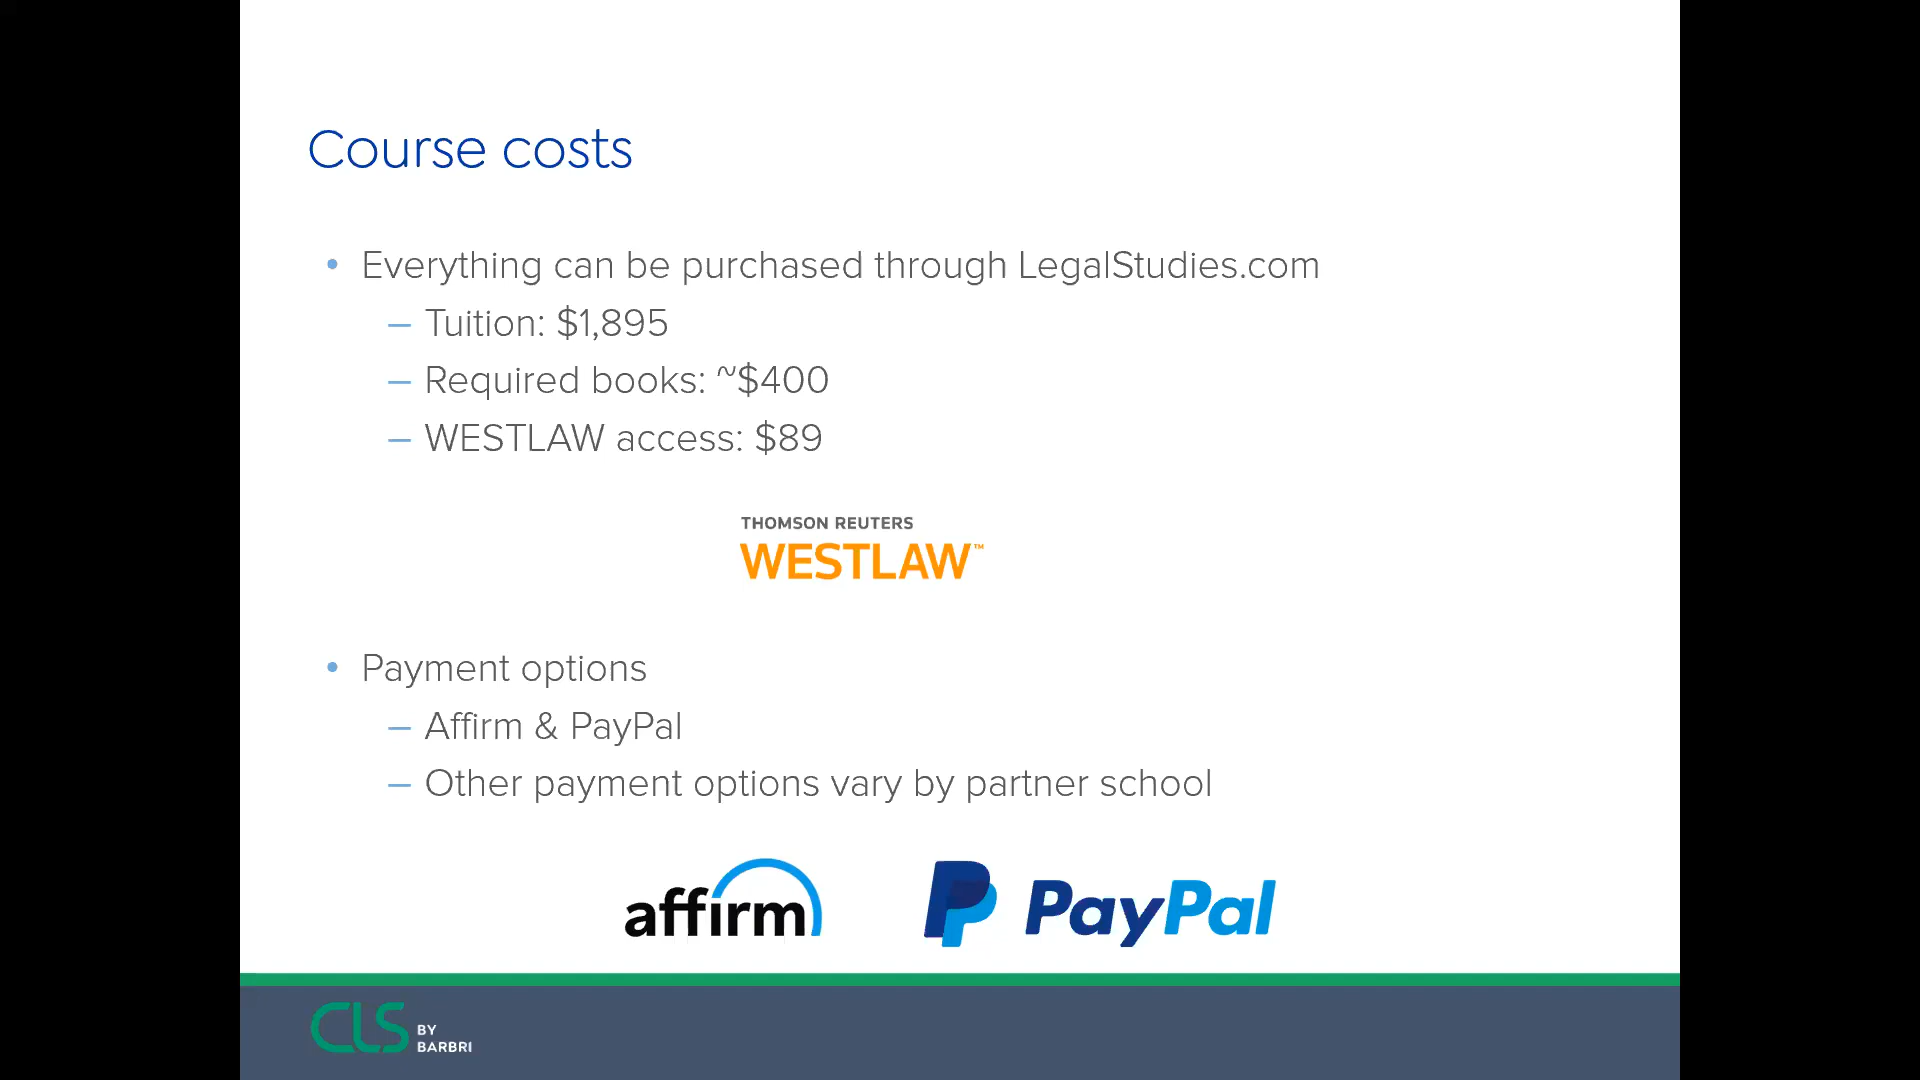 Course costs
• Everything can be purchased through LegalStudies.com
– Tuition: $1,895
– Required books: ~$400
– WESTLAW access: $89
THOMSON REUTERS
WESTLAW™
• Payment options
– Affirm & PayPal
– Other payment options vary by partner school
affirm
PayPal
CLS BY
BARBRI